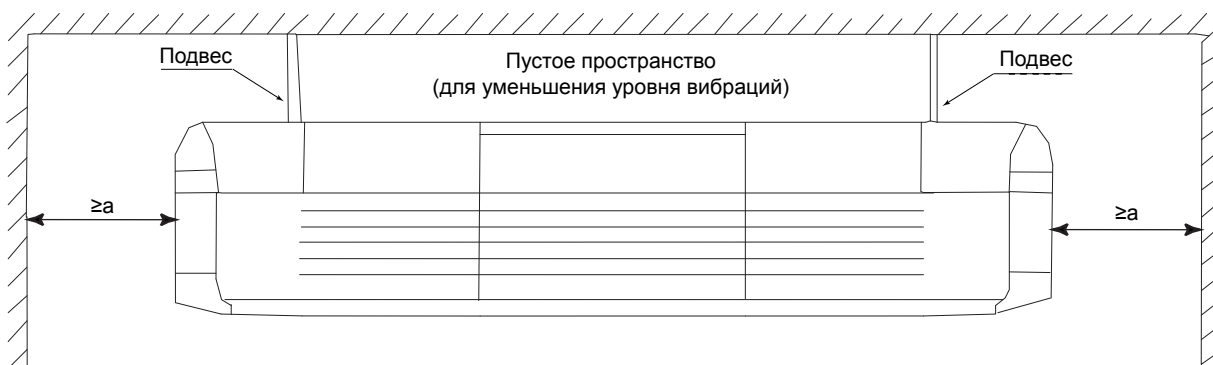 Подвес
Пустое пространство
(для уменьшения уровня вибраций)
Подвес
≥a
≥a